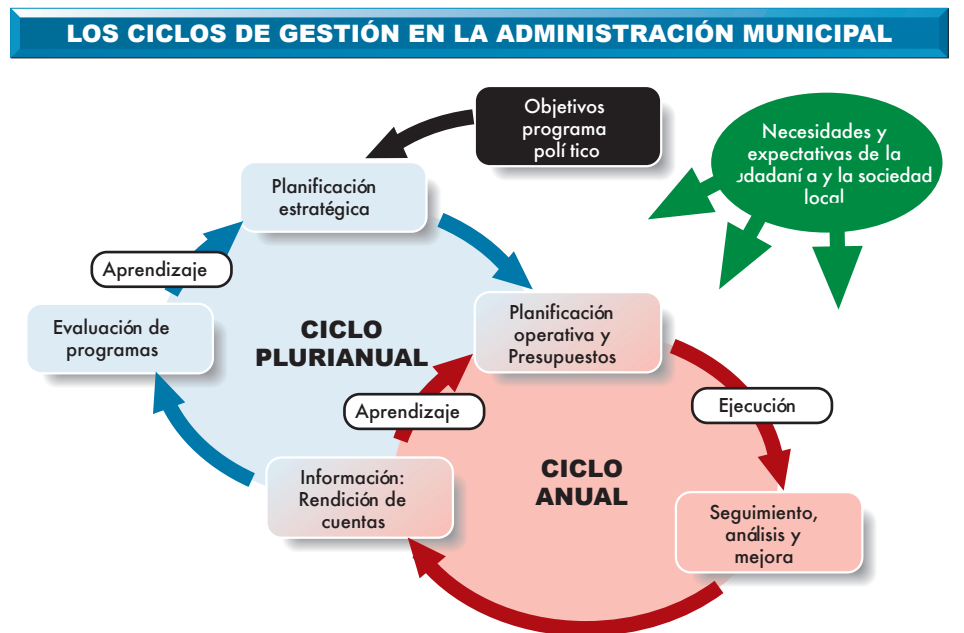 LOS CICLOS DE GESTIÓN EN LA ADMINISTRACIÓN MUNICIPAL
Objetivos
programa
polí tico
Necesidades y
expectativas de la
udadaní a y la sociedad
local
Planificación
estratégica
Aprendizaje
Evaluación de
programas
CICLO
PLURIANUAL
Planificación
operativa y
Presupuestos
Aprendizaje
Ejecución
Información:
Rendición de
cuentas
CICLO
ANUAL
Seguimiento,
análisis y
mejora